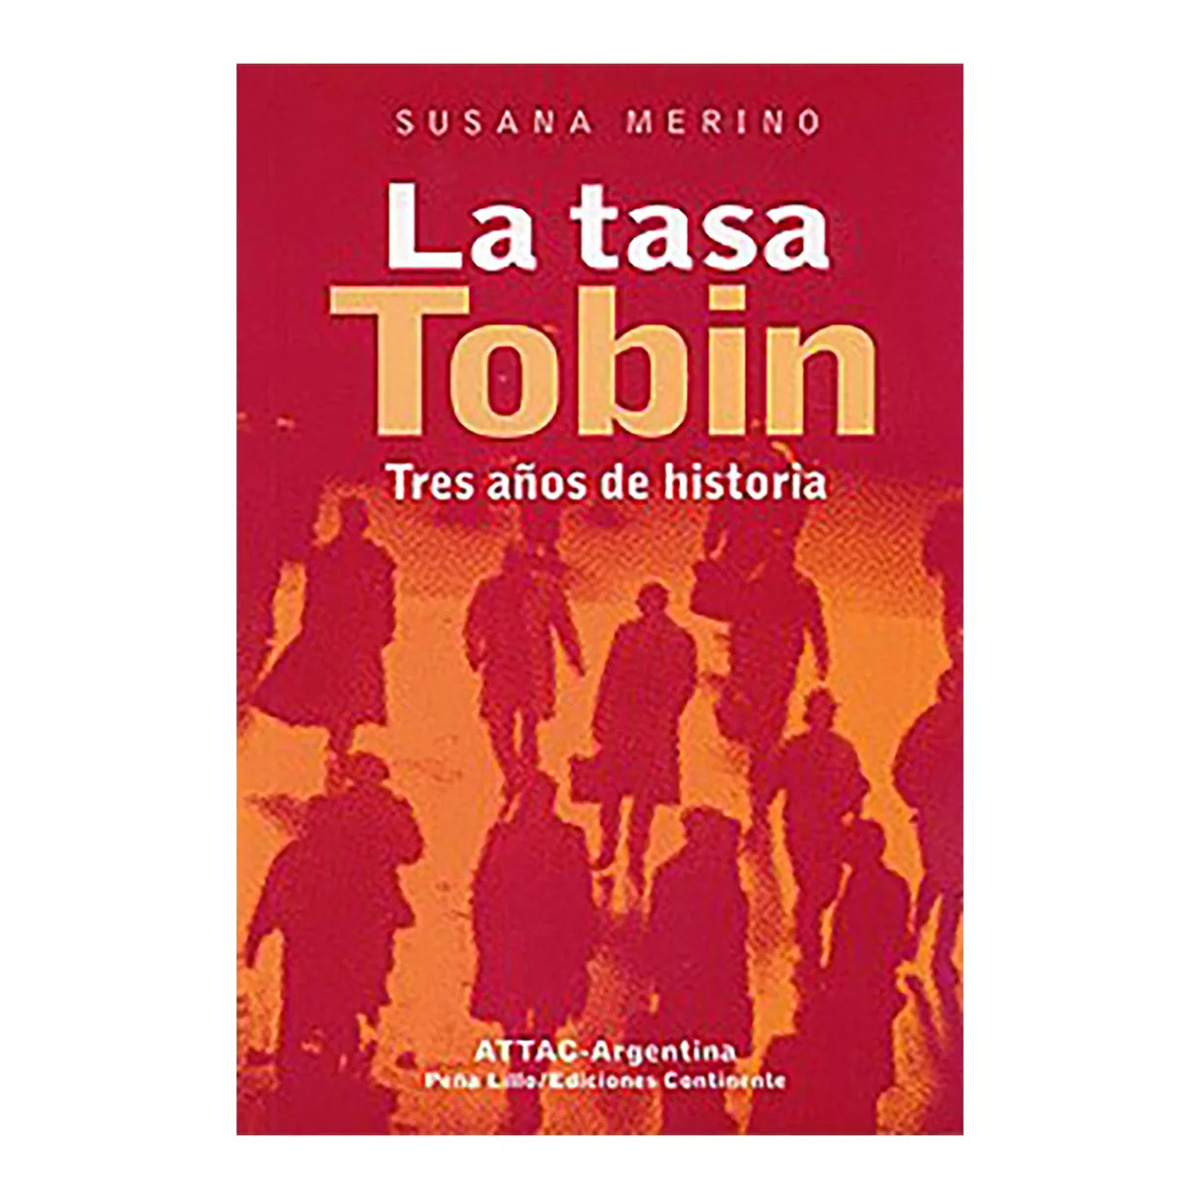 SUSANA MERINO
La tasa
Tobin
Tres años de historia
ATTAC-Argentina
Peña Lillo/Ediciones Continente